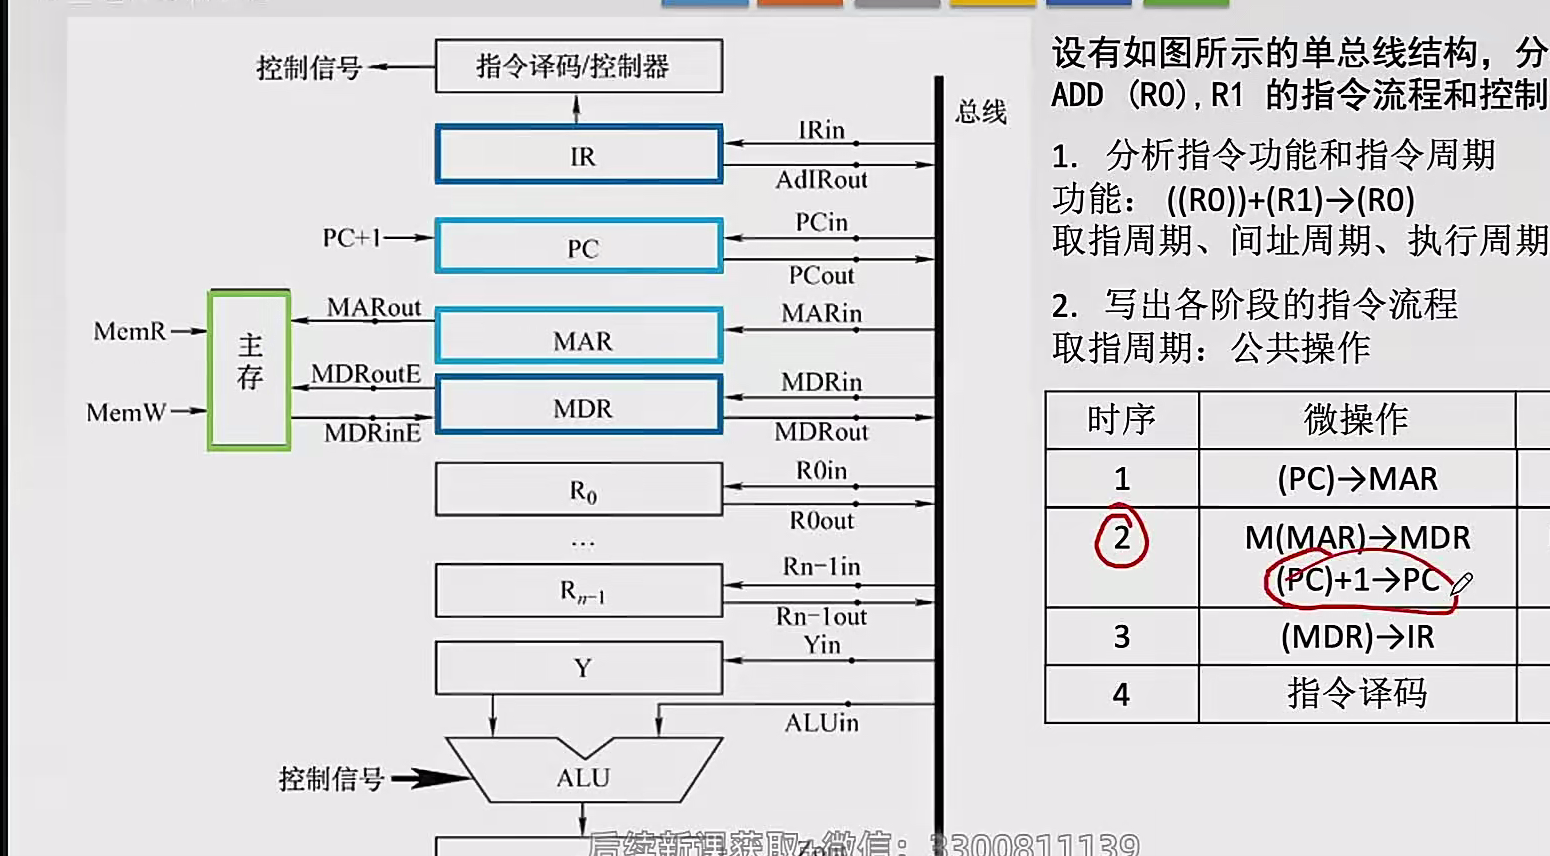 控制信号
指令译码/控制器
IR
IRin
AdIRout
总线
PC+1
PC
PCin
PCout
MemR
MemW
主存
MARout
MAR
MARin
MDRoutE
MDRinE
MDR
MDRin
MDRout
R0
R0in
R0out
...
Rn-1
Rn-1in
Rn-1out
Y
Yin
ALUin
控制信号
ALU
设有如图所示的单总线结构，分
ADD (R0),R1 的指令流程和控制
1. 分析指令功能和指令周期
功能： ((R0))+(R1)→(R0)
取指周期、间址周期、执行周期
2. 写出各阶段的指令流程
取指周期：公共操作
时序 微操作
1 (PC)→MAR
2 M(MAR)→MDR
(PC)+1→PC
3 (MDR)→IR
4 指令译码
后续新课获取，微信：3300811139